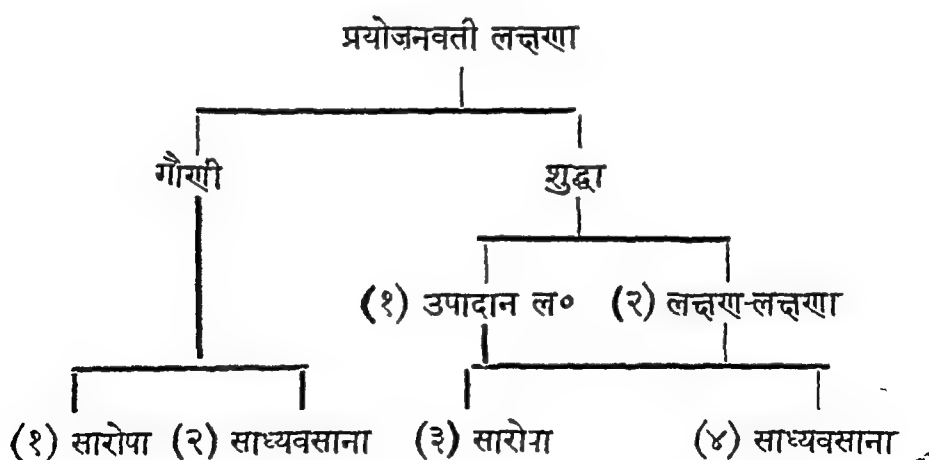 प्रयोजनवती लक्षणा
गौणी शुद्धा
(१) उपादान ल० (२) लक्षण-लक्षणा
(१) सारोपा (२) साध्यवसाना (३) सारोपा (४) साध्यवसाना